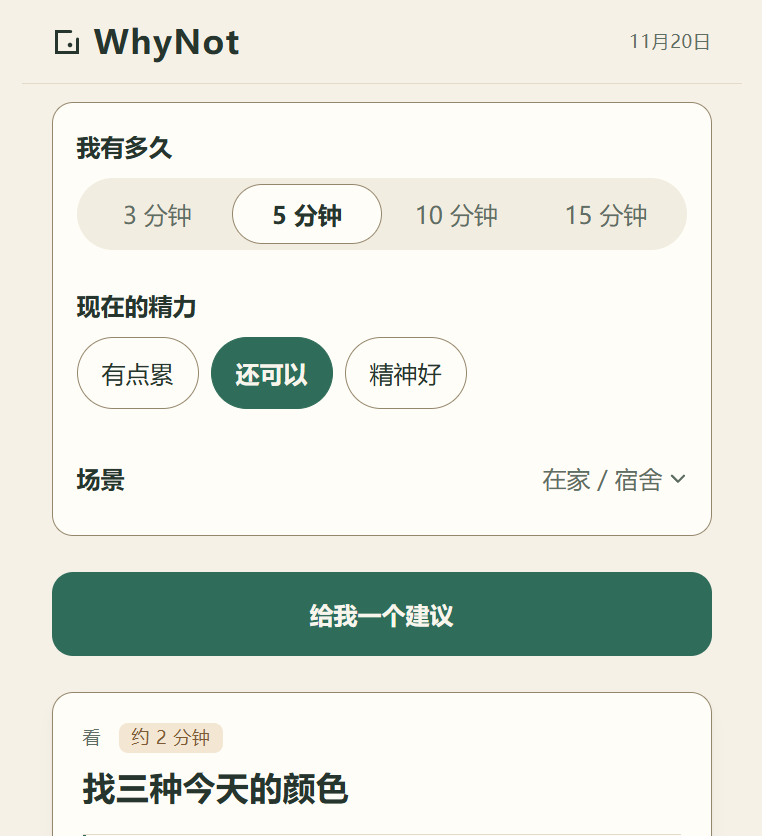 WhyNot 11月20日
我有多久
3 分钟 5 分钟 10 分钟 15 分钟
现在的精力
有点累 还可以 精神好
场景 在家 / 宿舍
给我一个建议
看 约 2 分钟
找三种今天的颜色